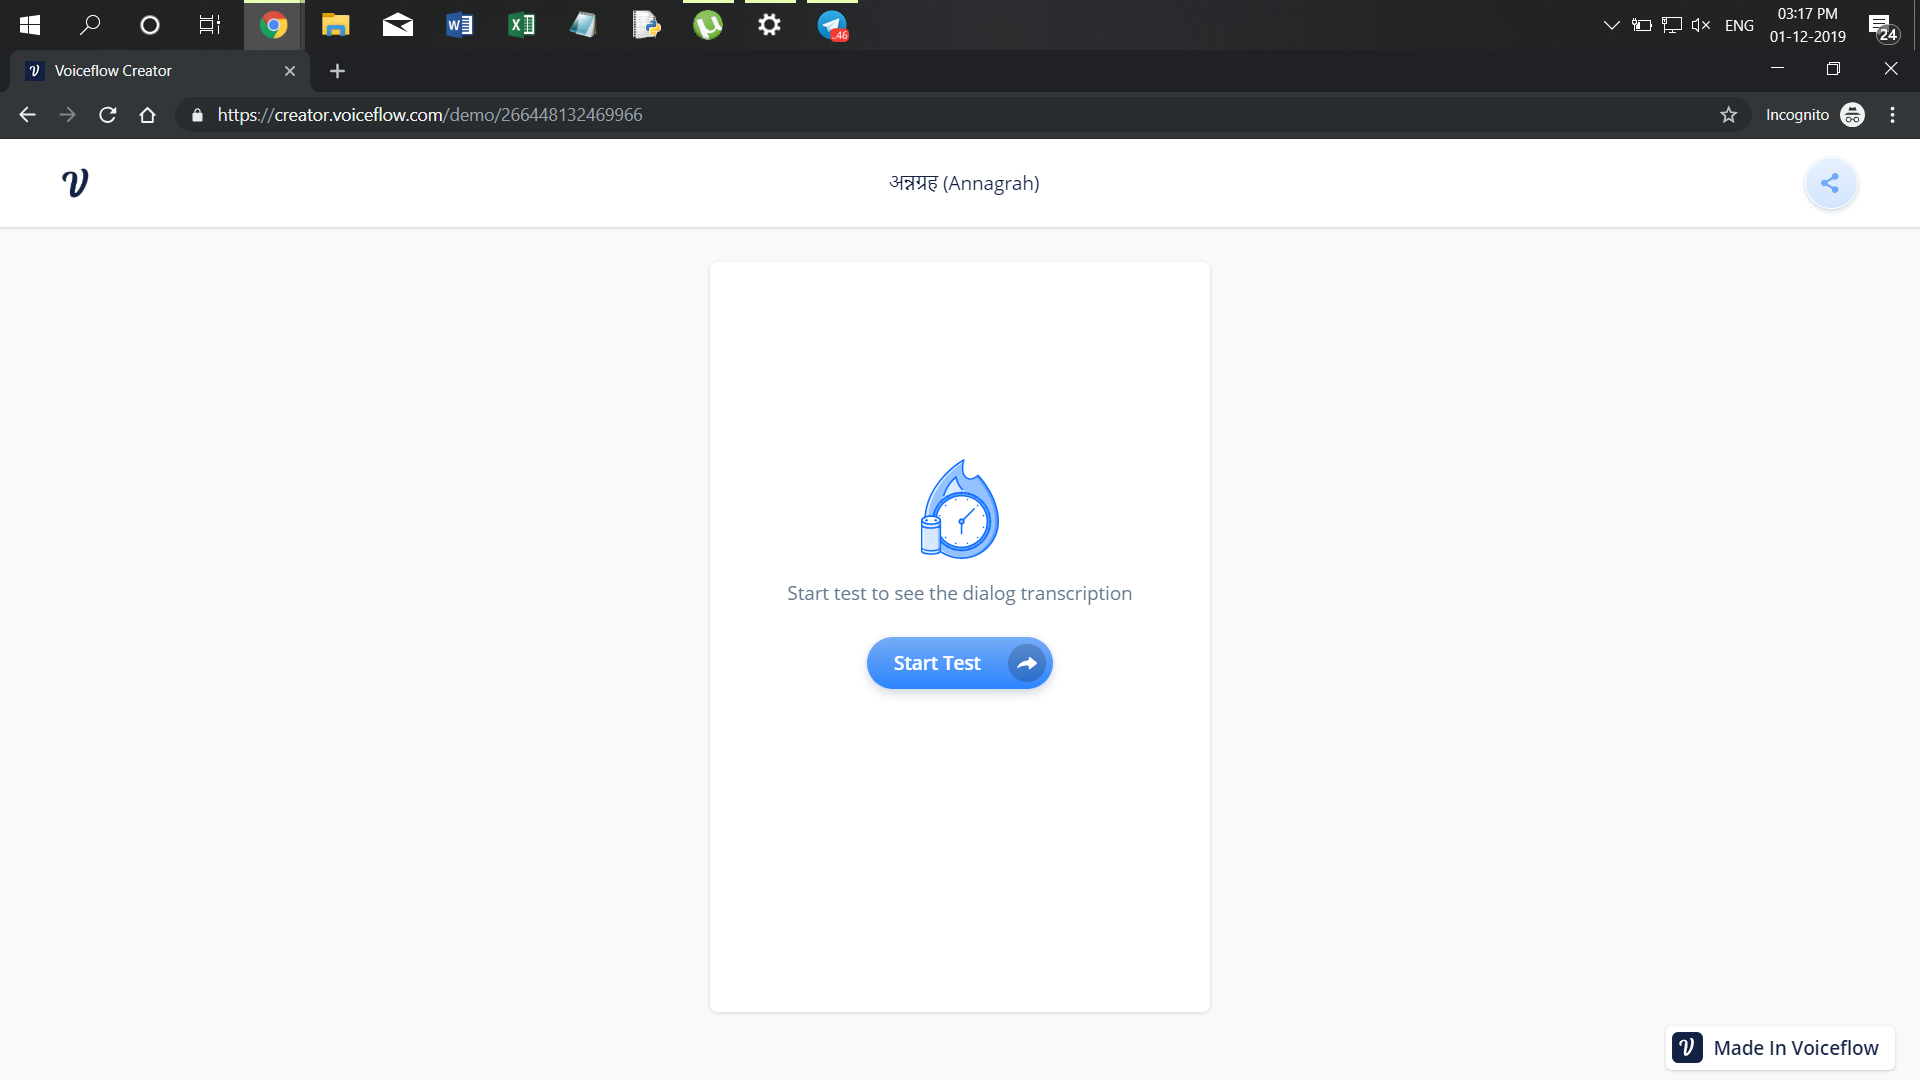 ..46
ENG
03:17 PM
01-12-2019
24
Voiceflow Creator
https://creator.voiceflow.com/demo/266448132469966
Incognito
अन्नग्रह (Annagrah)
Start test to see the dialog transcription
Start Test
Made In Voiceflow